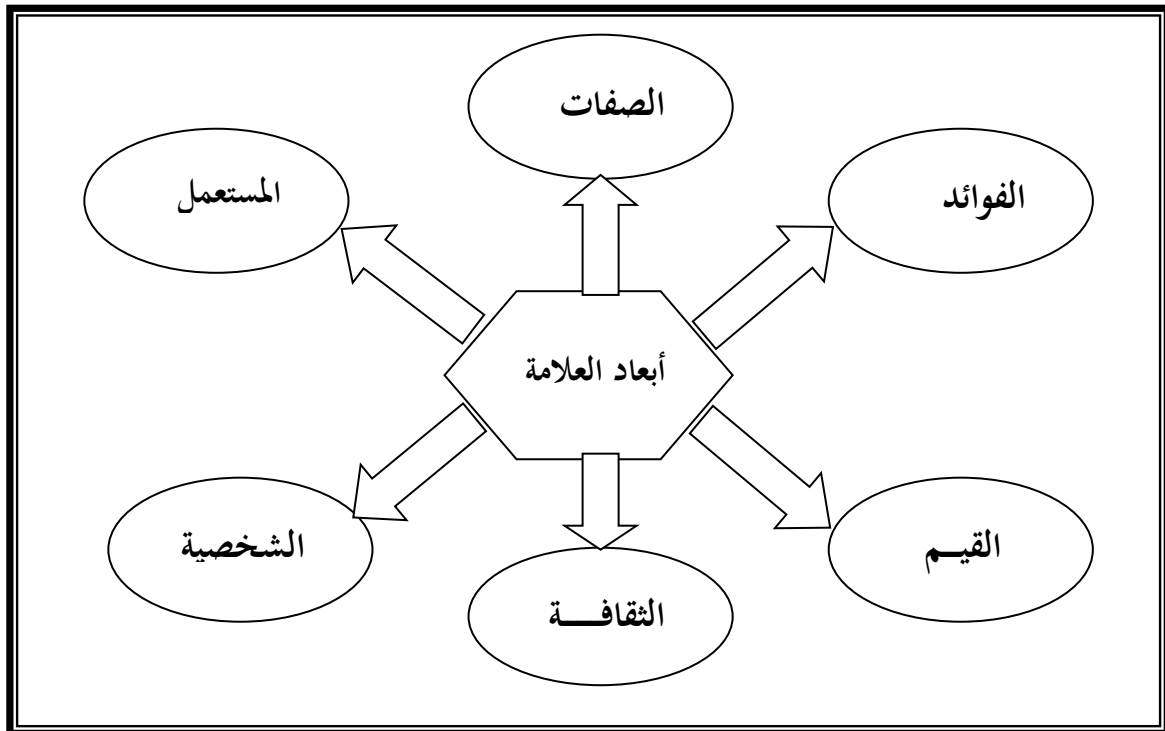 الصفات
الفوائد
المستعمل
أبعاد العلامة
القيـم
الشخصية
الثقافـــة